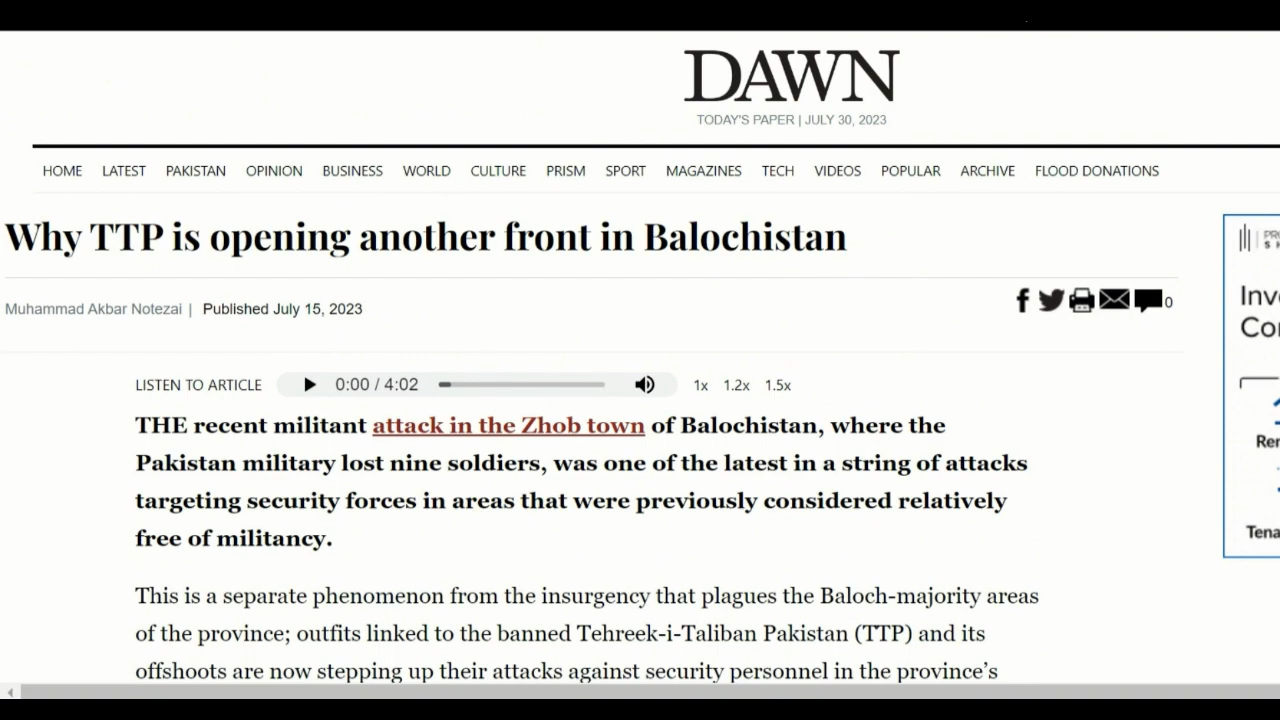 DAWN
TODAY'S PAPER | JULY 30, 2023
HOME LATEST PAKISTAN OPINION BUSINESS WORLD CULTURE PRISM SPORT MAGAZINES TECH VIDEOS POPULAR ARCHIVE FLOOD DONATIONS
Why TTP is opening another front in Balochistan
Muhammad Akbar Notezai | Published July 15, 2023
0
LISTEN TO ARTICLE 0:00 / 4:02 1x 1.2x 1.5x
THE recent militant attack in the Zhob town of Balochistan, where the
Pakistan military lost nine soldiers, was one of the latest in a string of attacks
targeting security forces in areas that were previously considered relatively
free of militancy.
This is a separate phenomenon from the insurgency that plagues the Baloch-majority areas
of the province; outfits linked to the banned Tehreek-i-Taliban Pakistan (TTP) and its
offshoots are now stepping up their attacks against security personnel in the province's